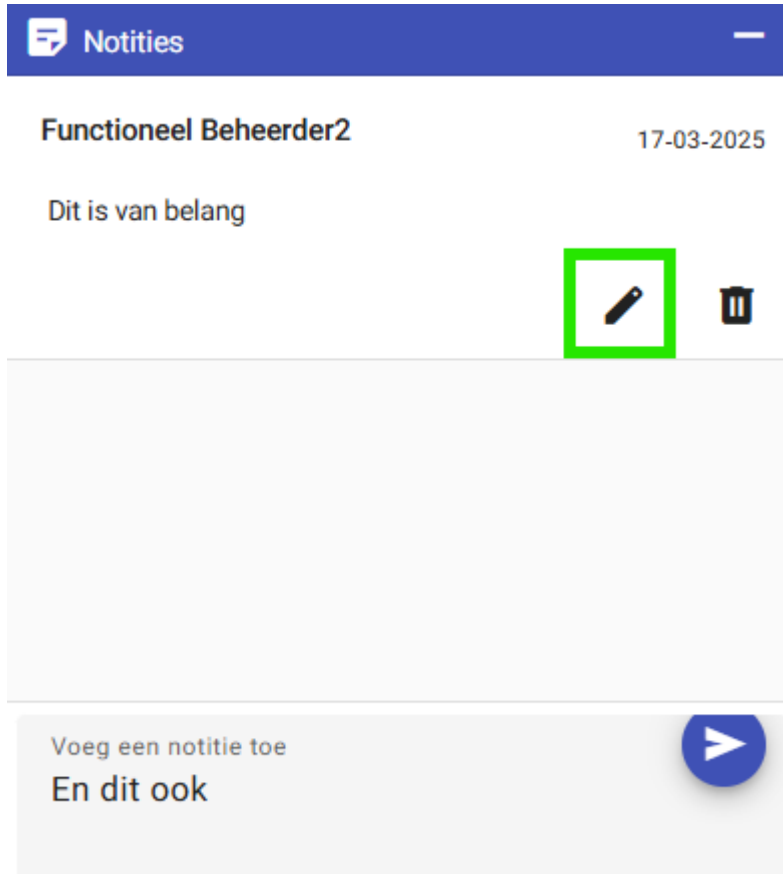 Notities
Functioneel Beheerder2
17-03-2025
Dit is van belang
Voeg een notitie toe
En dit ook